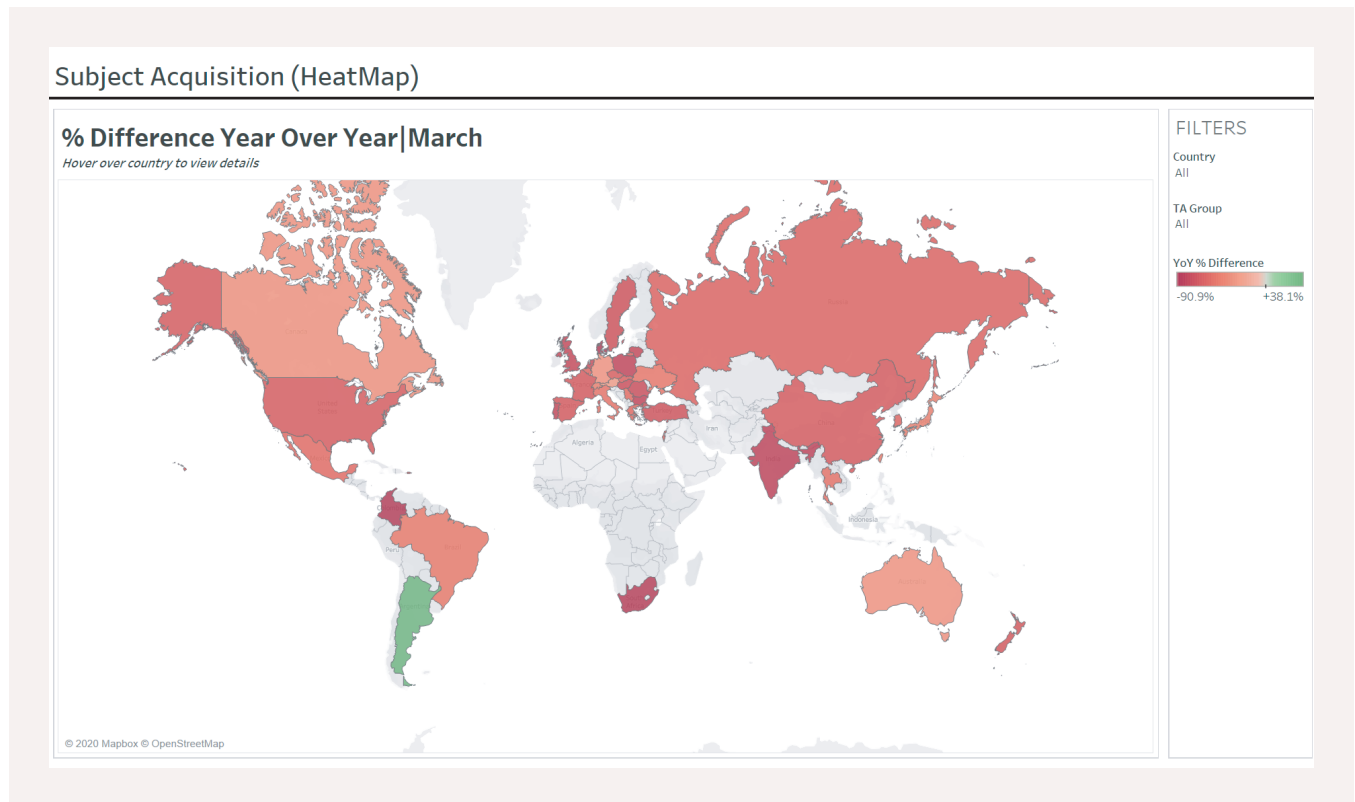 Subject Acquisition (HeatMap)
% Difference Year Over Year|March
Hover over country to view details
FILTERS
Country
All
TA Group
All
YoY % Difference
-90.9% +38.1%
Algeria
Egypt
Iran
Peru
Indonesia
© 2020 Mapbox © OpenStreetMap